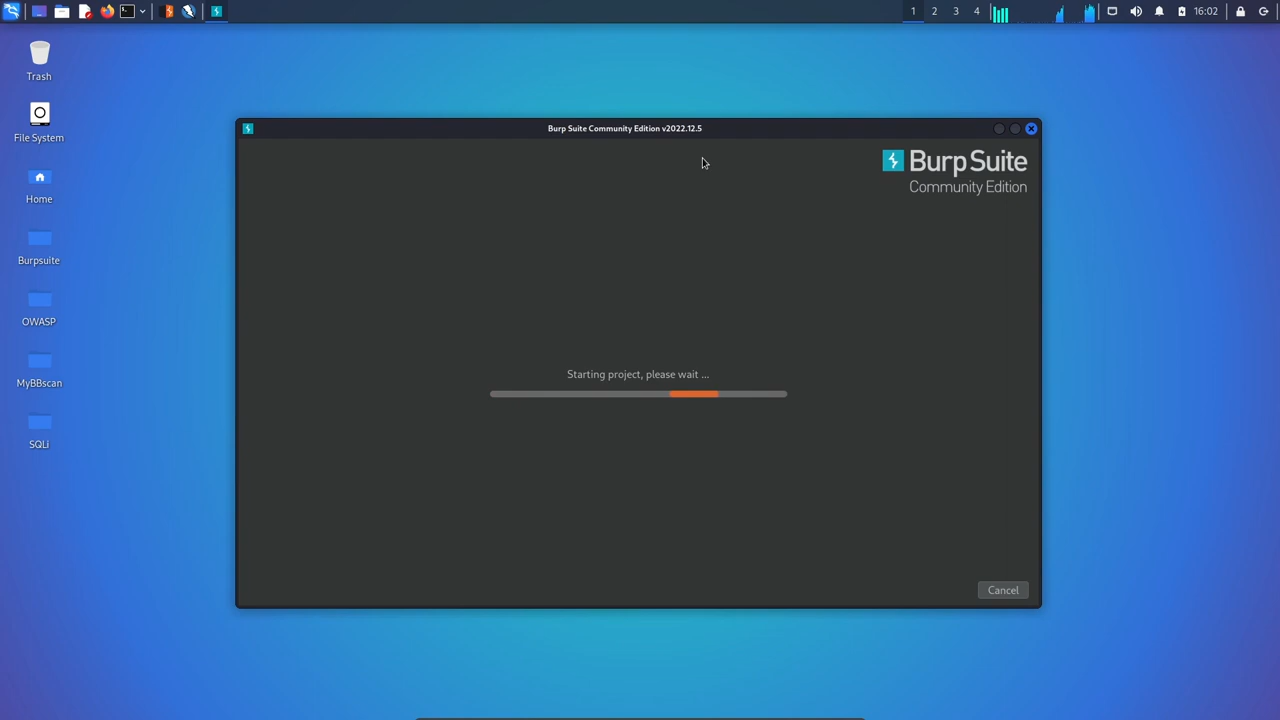 1 2 3 4 16:02
Trash
File System
Home
Burpsuite
OWASP
MyBBscan
SQLi
Burp Suite Community Edition v2022.12.5
Burp Suite
Community Edition
Starting project, please wait ...
Cancel